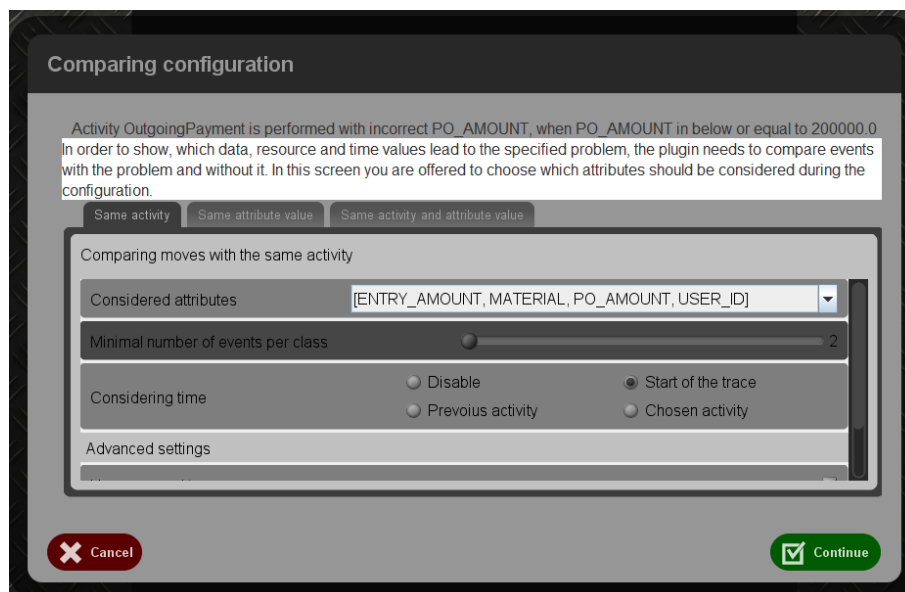 Comparing configuration
Activity OutgoingPayment is performed with incorrect PO_AMOUNT, when PO_AMOUNT in below or equal to 200000.0
In order to show, which data, resource and time values lead to the specified problem, the plugin needs to compare events
with the problem and without it. In this screen you are offered to choose which attributes should be considered during the
configuration.
Same activity Same attribute value Same activity and attribute value
Comparing moves with the same activity
Considered attributes [ENTRY_AMOUNT, MATERIAL, PO_AMOUNT, USER_ID]
Minimal number of events per class 2
Disable Start of the trace
Considering time
Prevoius activity Chosen activity
Advanced settings
Cancel Continue